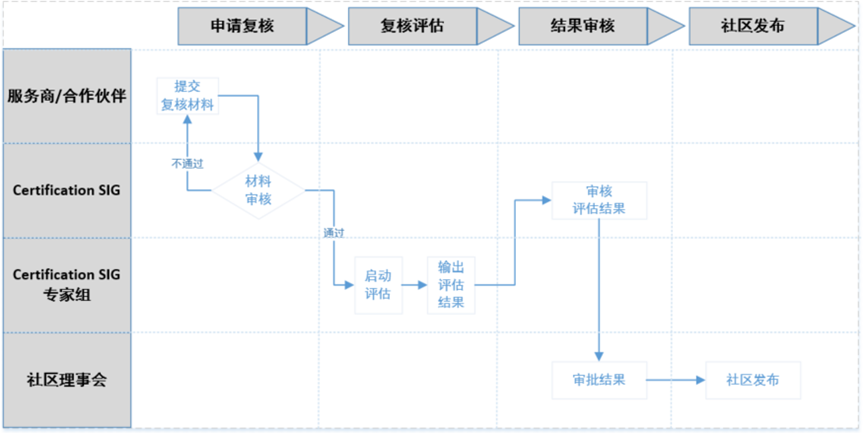 申请复核
复核评估
结果审核
社区发布
服务商/合作伙伴
提交
复核材料
不通过
Certification SIG
材料
审核
审核
评估结果
通过
Certification SIG
专家组
启动
评估
输出
评估
结果
社区理事会
审批结果
社区发布